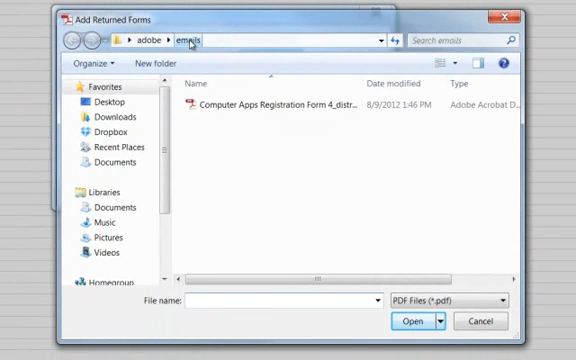 Add Returned Forms
adobe emails
Search emails
Organize
New folder
Name Date modified Type
Computer Apps Registration Form 4_distr... 8/9/2012 1:46 PM Adobe Acrobat D...
Favorites
Desktop
Downloads
Dropbox
Recent Places
Documents
Libraries
Documents
Music
Pictures
Videos
Homegroup
File name:
PDF Files (*.pdf)
Open
Cancel